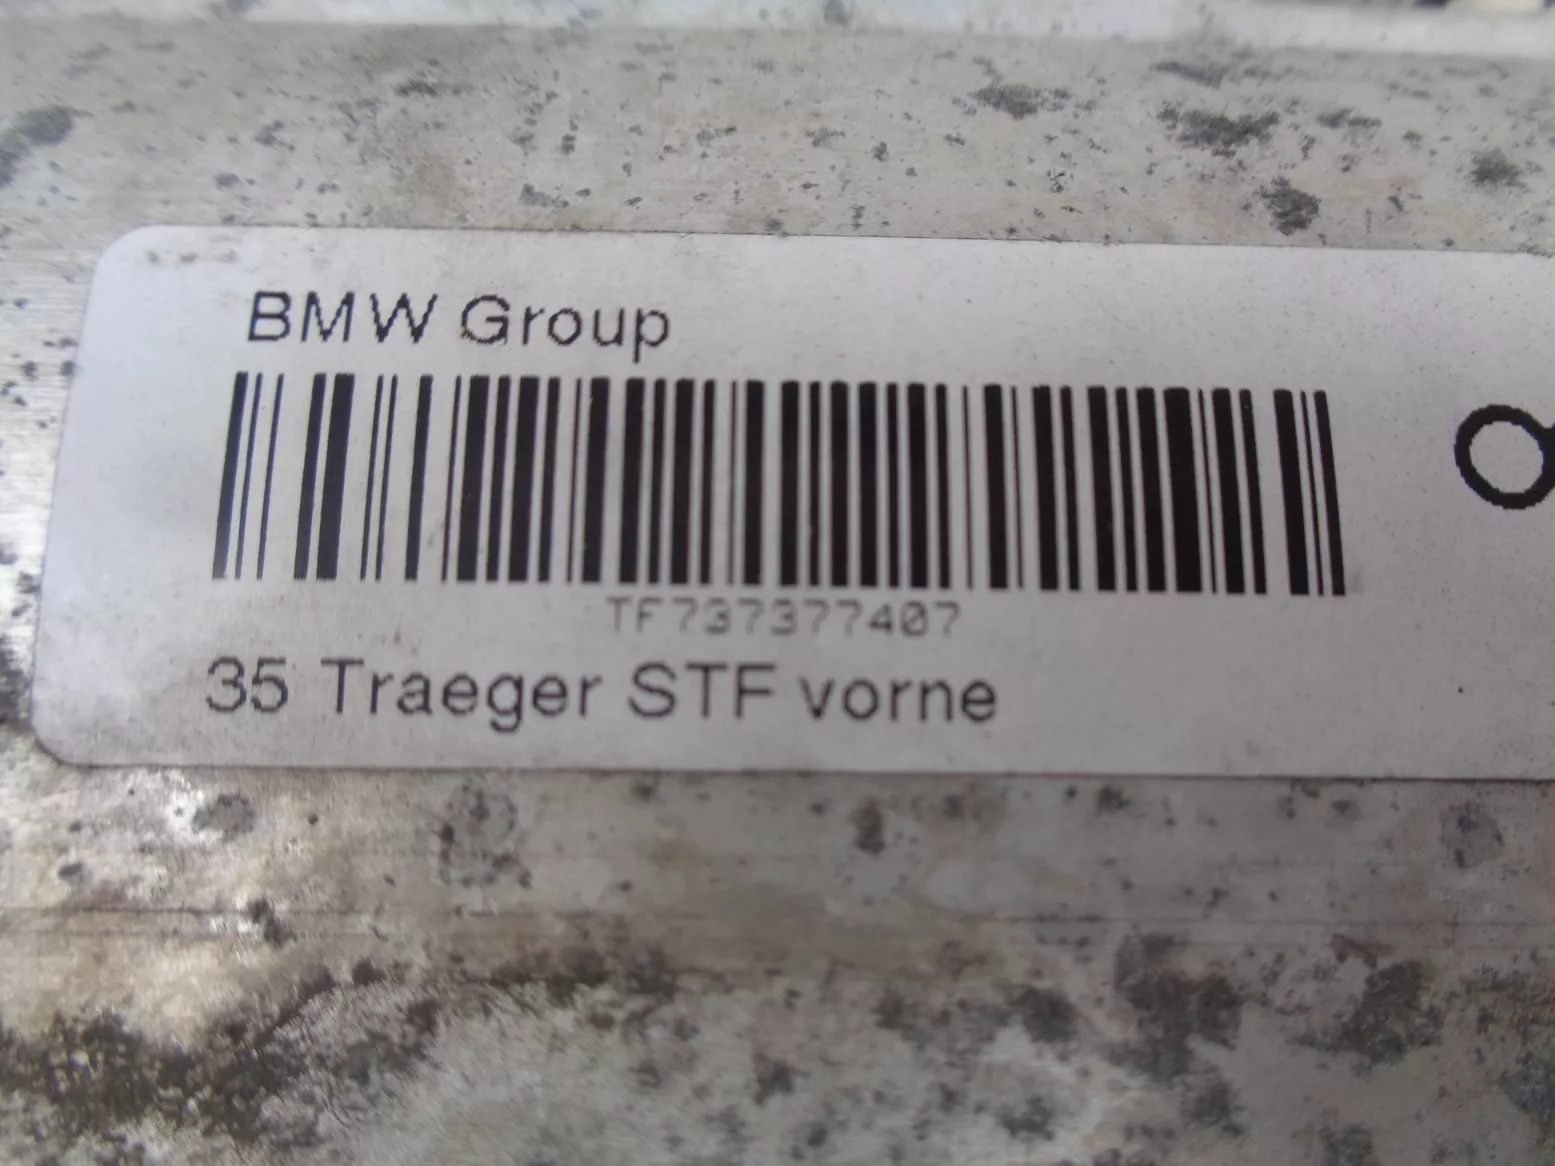 BMW Group
TF737377407
35 Traeger STF vorne